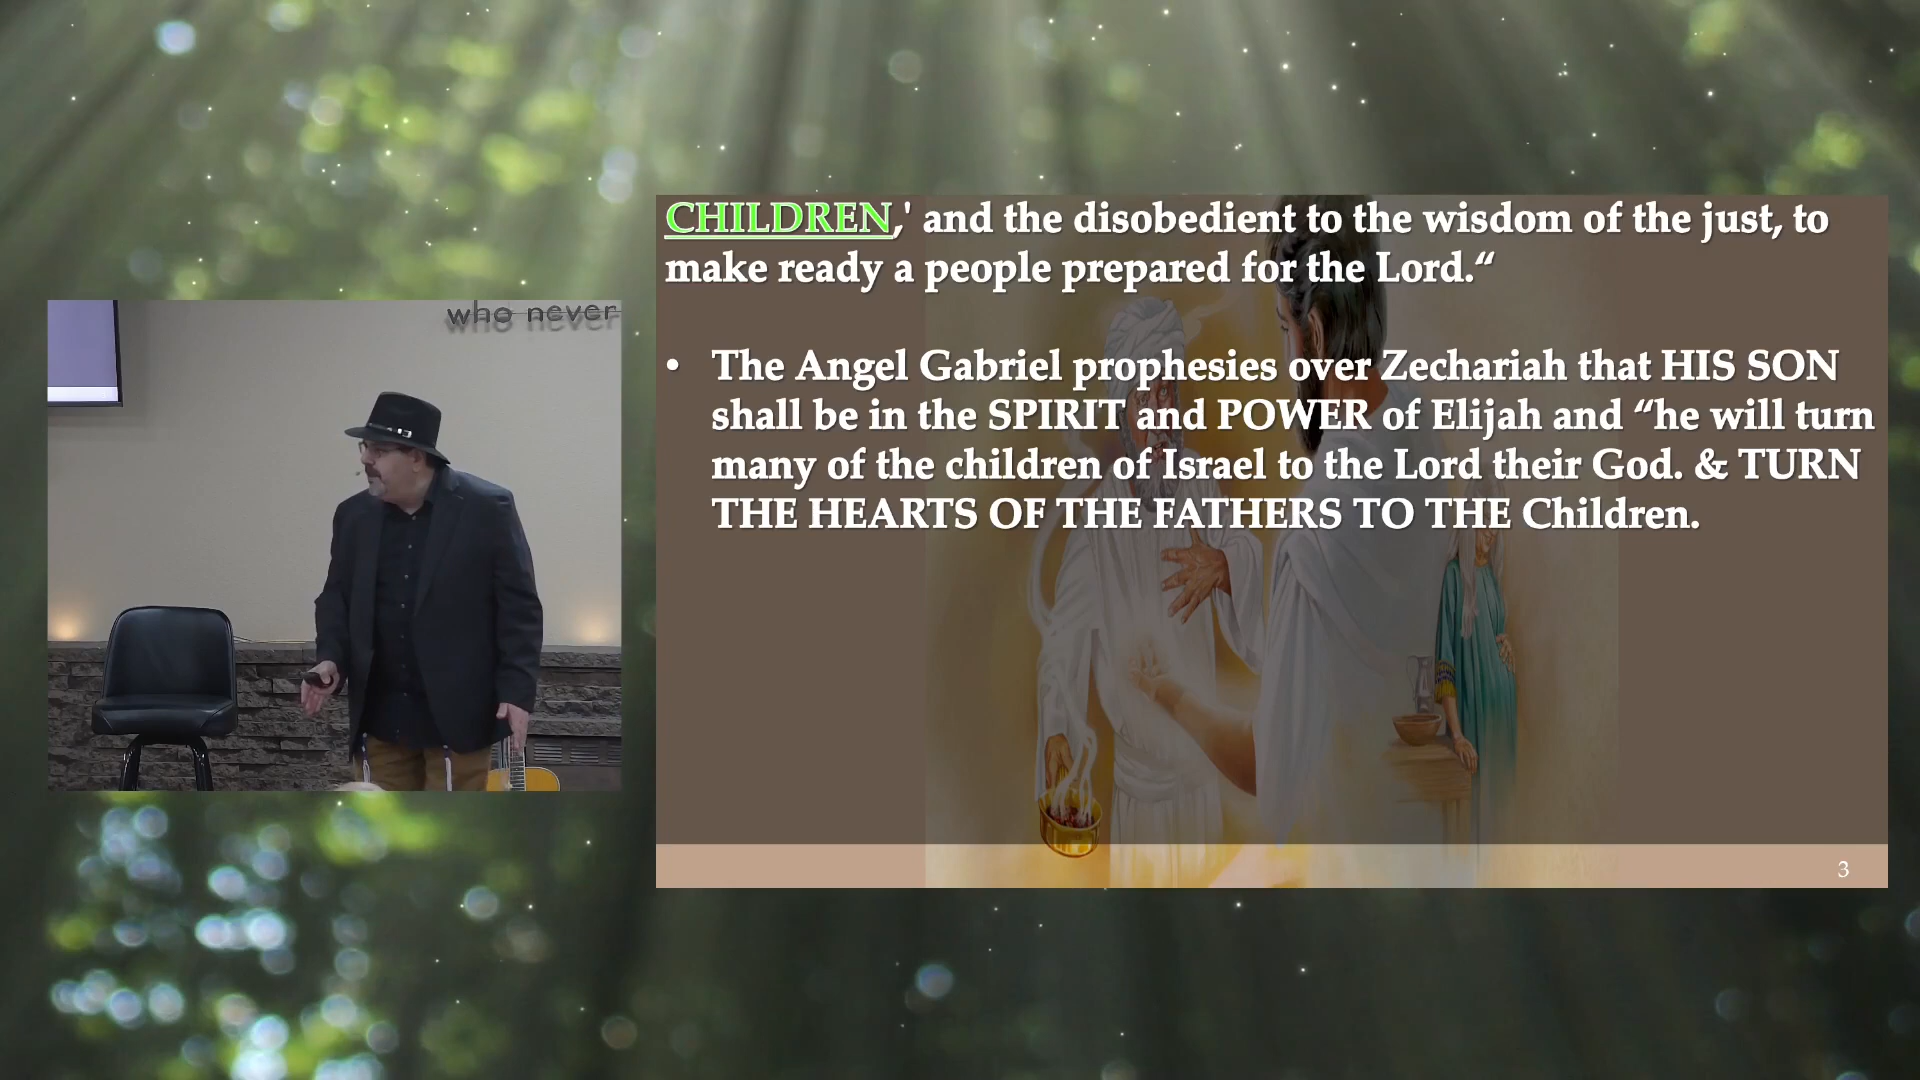 who never
CHILDREN,' and the disobedient to the wisdom of the just, to
make ready a people prepared for the Lord.“
• The Angel Gabriel prophesies over Zechariah that HIS SON
shall be in the SPIRIT and POWER of Elijah and “he will turn
many of the children of Israel to the Lord their God. & TURN
THE HEARTS OF THE FATHERS TO THE Children.
3